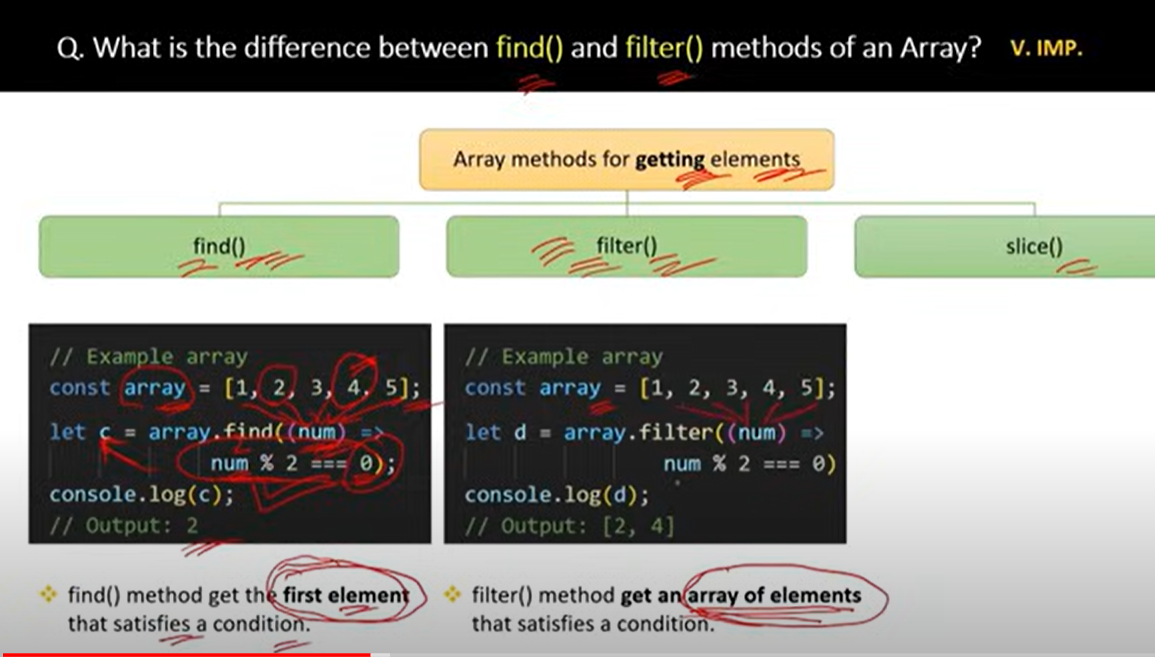 Q. What is the difference between find() and filter() methods of an Array? V. IMP.
Array methods for getting elements
find()
filter()
slice()
// Example array
const array = [1, 2, 3, 4, 5];
let c = array.find((num) =>
num % 2 === 0);
console.log(c);
// Output: 2
// Example array
const array = [1, 2, 3, 4, 5];
let d = array.filter((num) =>
num % 2 === 0)
console.log(d);
// Output: [2, 4]
find() method get the first element
that satisfies a condition.
filter() method get an array of elements
that satisfies a condition.